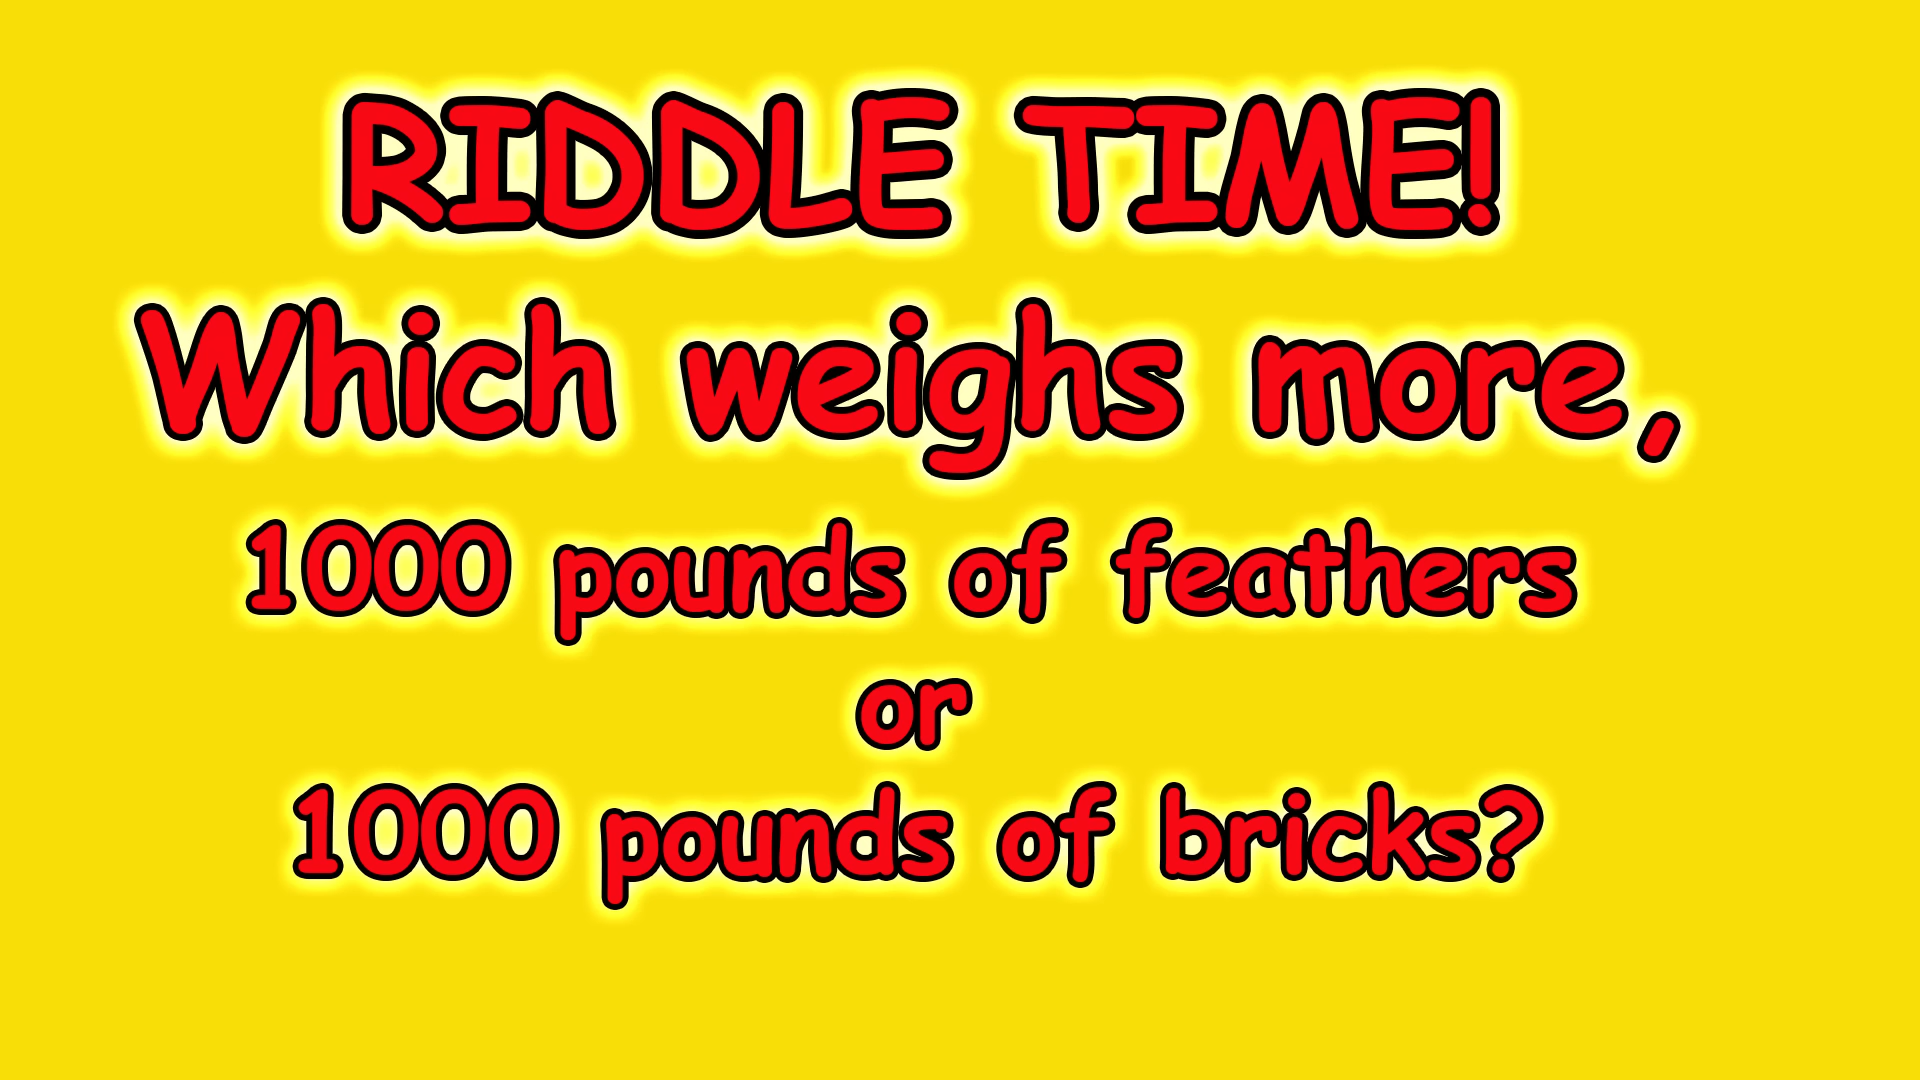 RIDDLE TIME!
Which weighs more,
1000 pounds of feathers
or
1000 pounds of bricks?